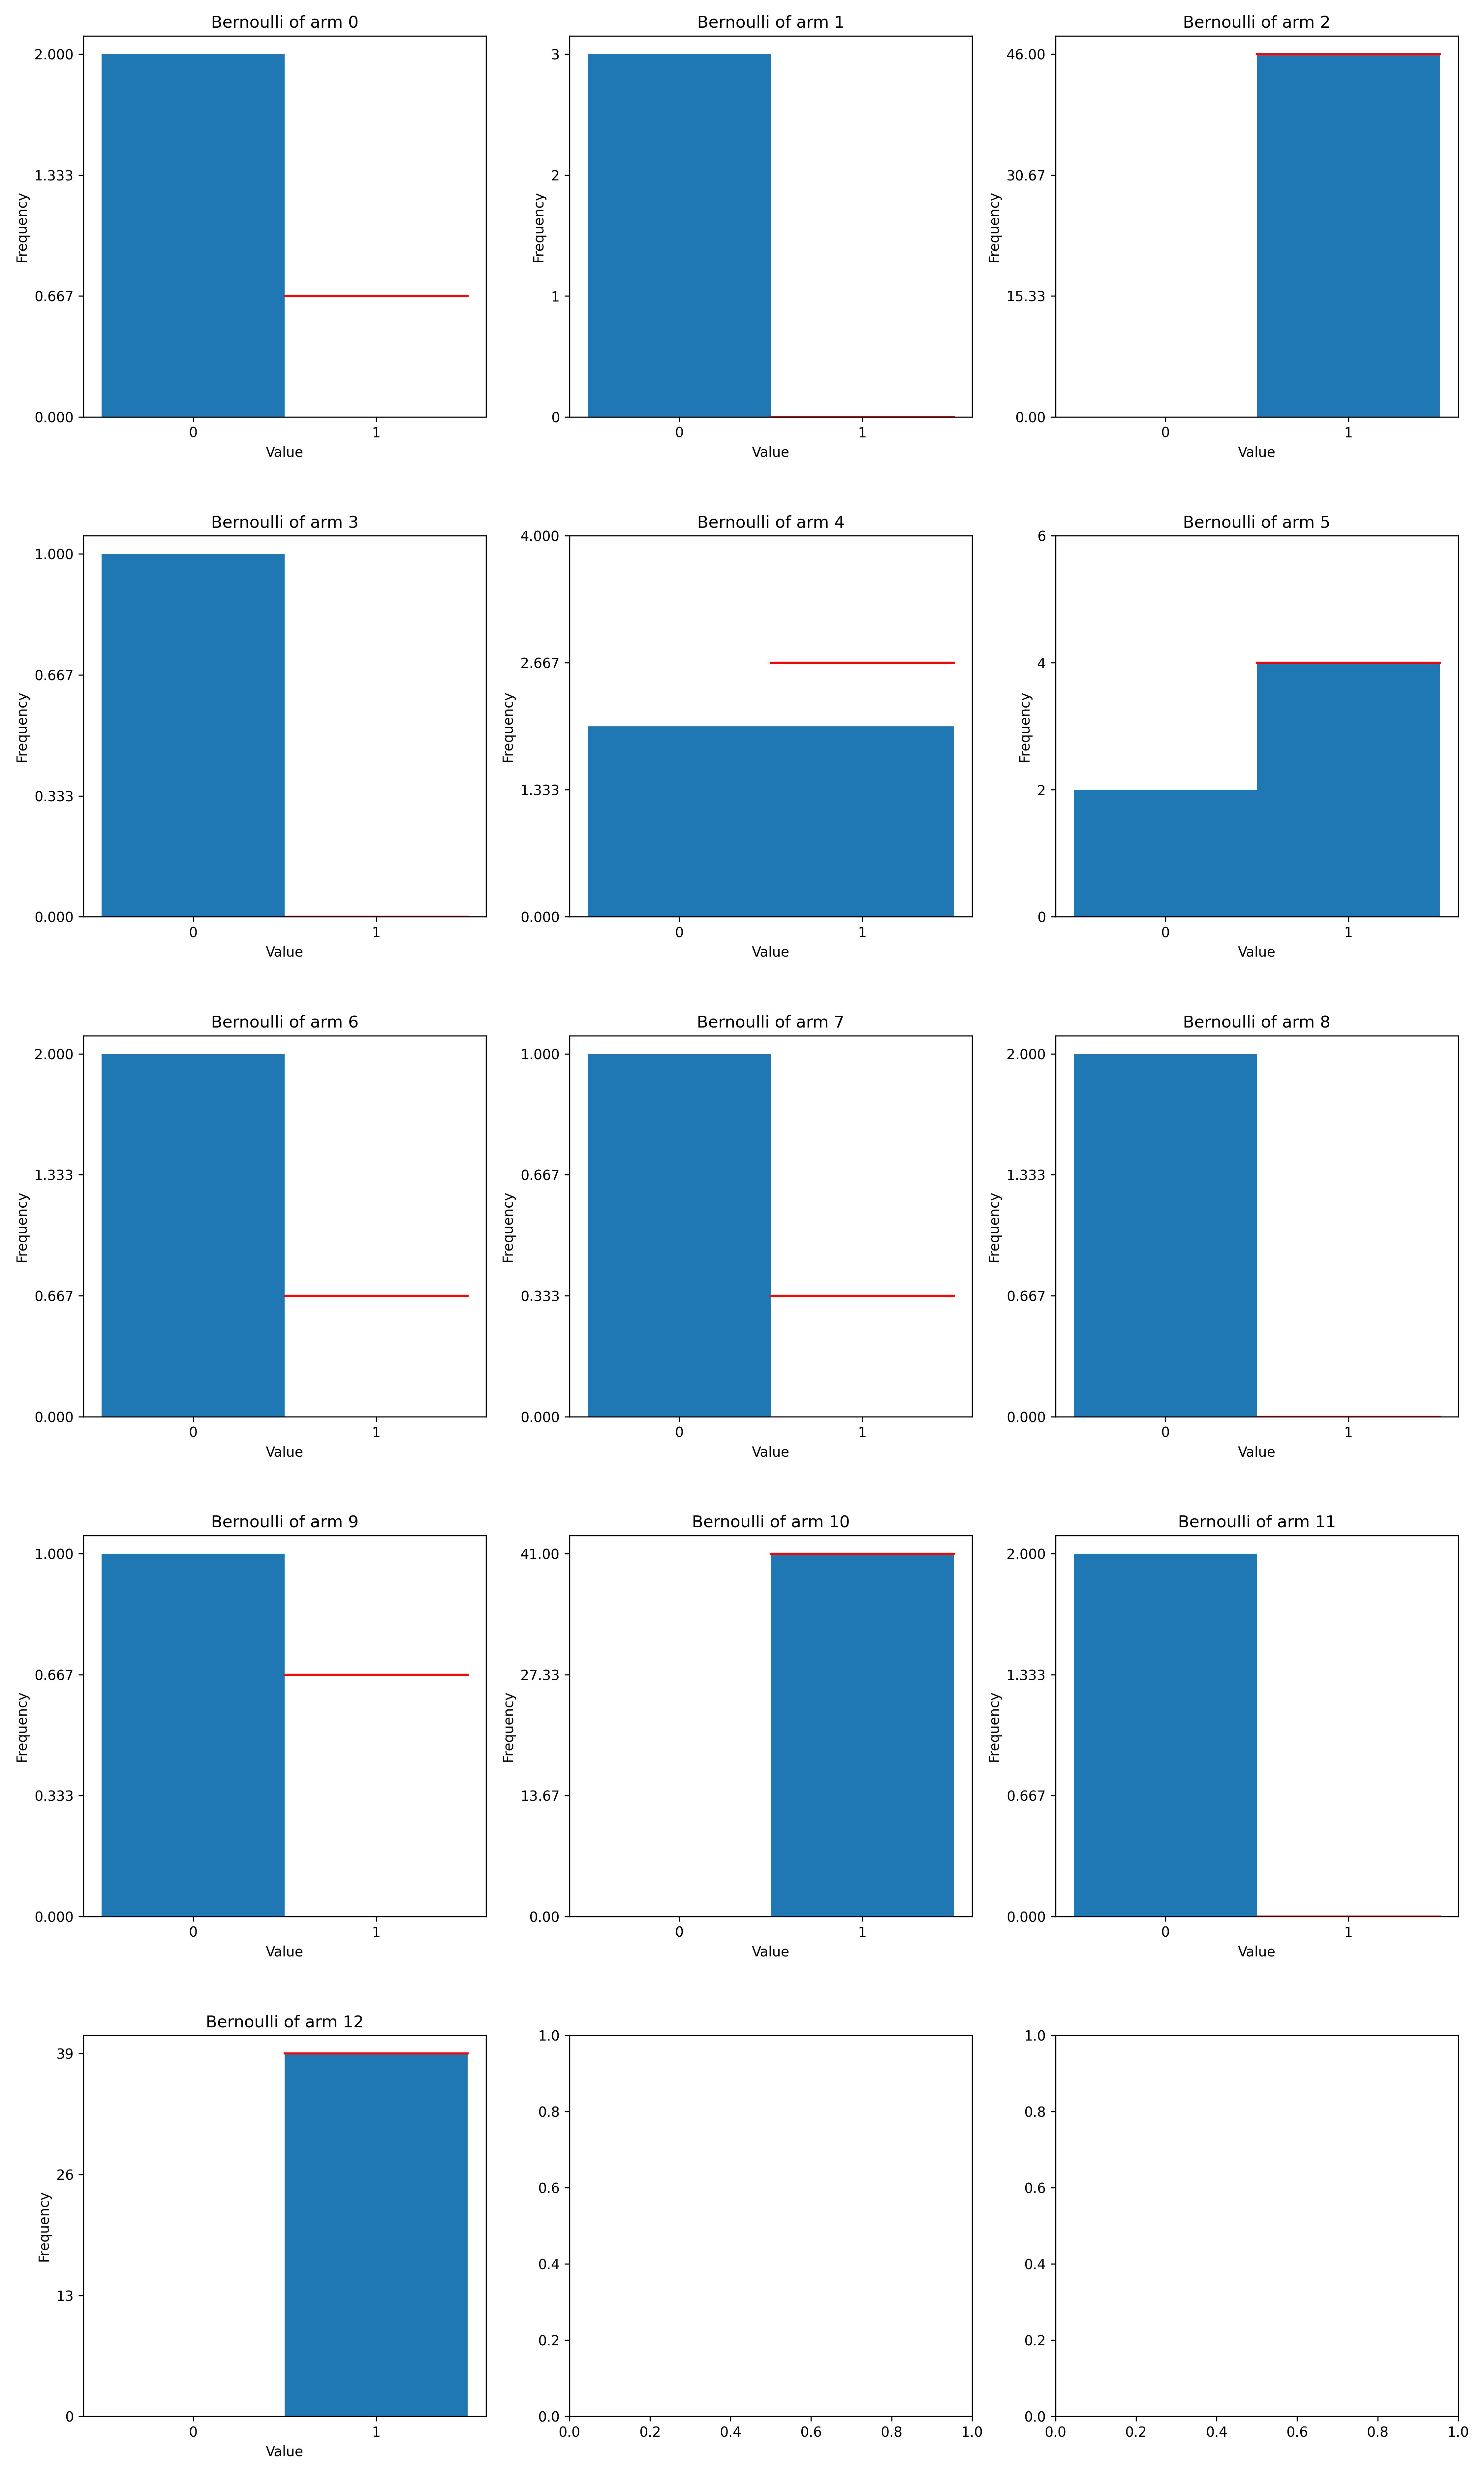 Bernoulli of arm 0
2.000
1.333
0.667
0.000
Frequency
0 1
Value
Bernoulli of arm 1
3
2
1
0
Frequency
0 1
Value
Bernoulli of arm 2
46.00
30.67
15.33
0.00
Frequency
0 1
Value
Bernoulli of arm 3
1.000
0.667
0.333
0.000
Frequency
0 1
Value
Bernoulli of arm 4
4.000
2.667
1.333
0.000
Frequency
0 1
Value
Bernoulli of arm 5
6
4
2
0
Frequency
0 1
Value
Bernoulli of arm 6
2.000
1.333
0.667
0.000
Frequency
0 1
Value
Bernoulli of arm 7
1.000
0.667
0.333
0.000
Frequency
0 1
Value
Bernoulli of arm 8
2.000
1.333
0.667
0.000
Frequency
0 1
Value
Bernoulli of arm 9
1.000
0.667
0.333
0.000
Frequency
0 1
Value
Bernoulli of arm 10
41.00
27.33
13.67
0.00
Frequency
0 1
Value
Bernoulli of arm 11
2.000
1.333
0.667
0.000
Frequency
0 1
Value
Bernoulli of arm 12
39
26
13
0
Frequency
0 1
Value
1.0
0.8
0.6
0.4
0.2
0.0
0.0 0.2 0.4 0.6 0.8 1.0
1.0
0.8
0.6
0.4
0.2
0.0
0.0 0.2 0.4 0.6 0.8 1.0